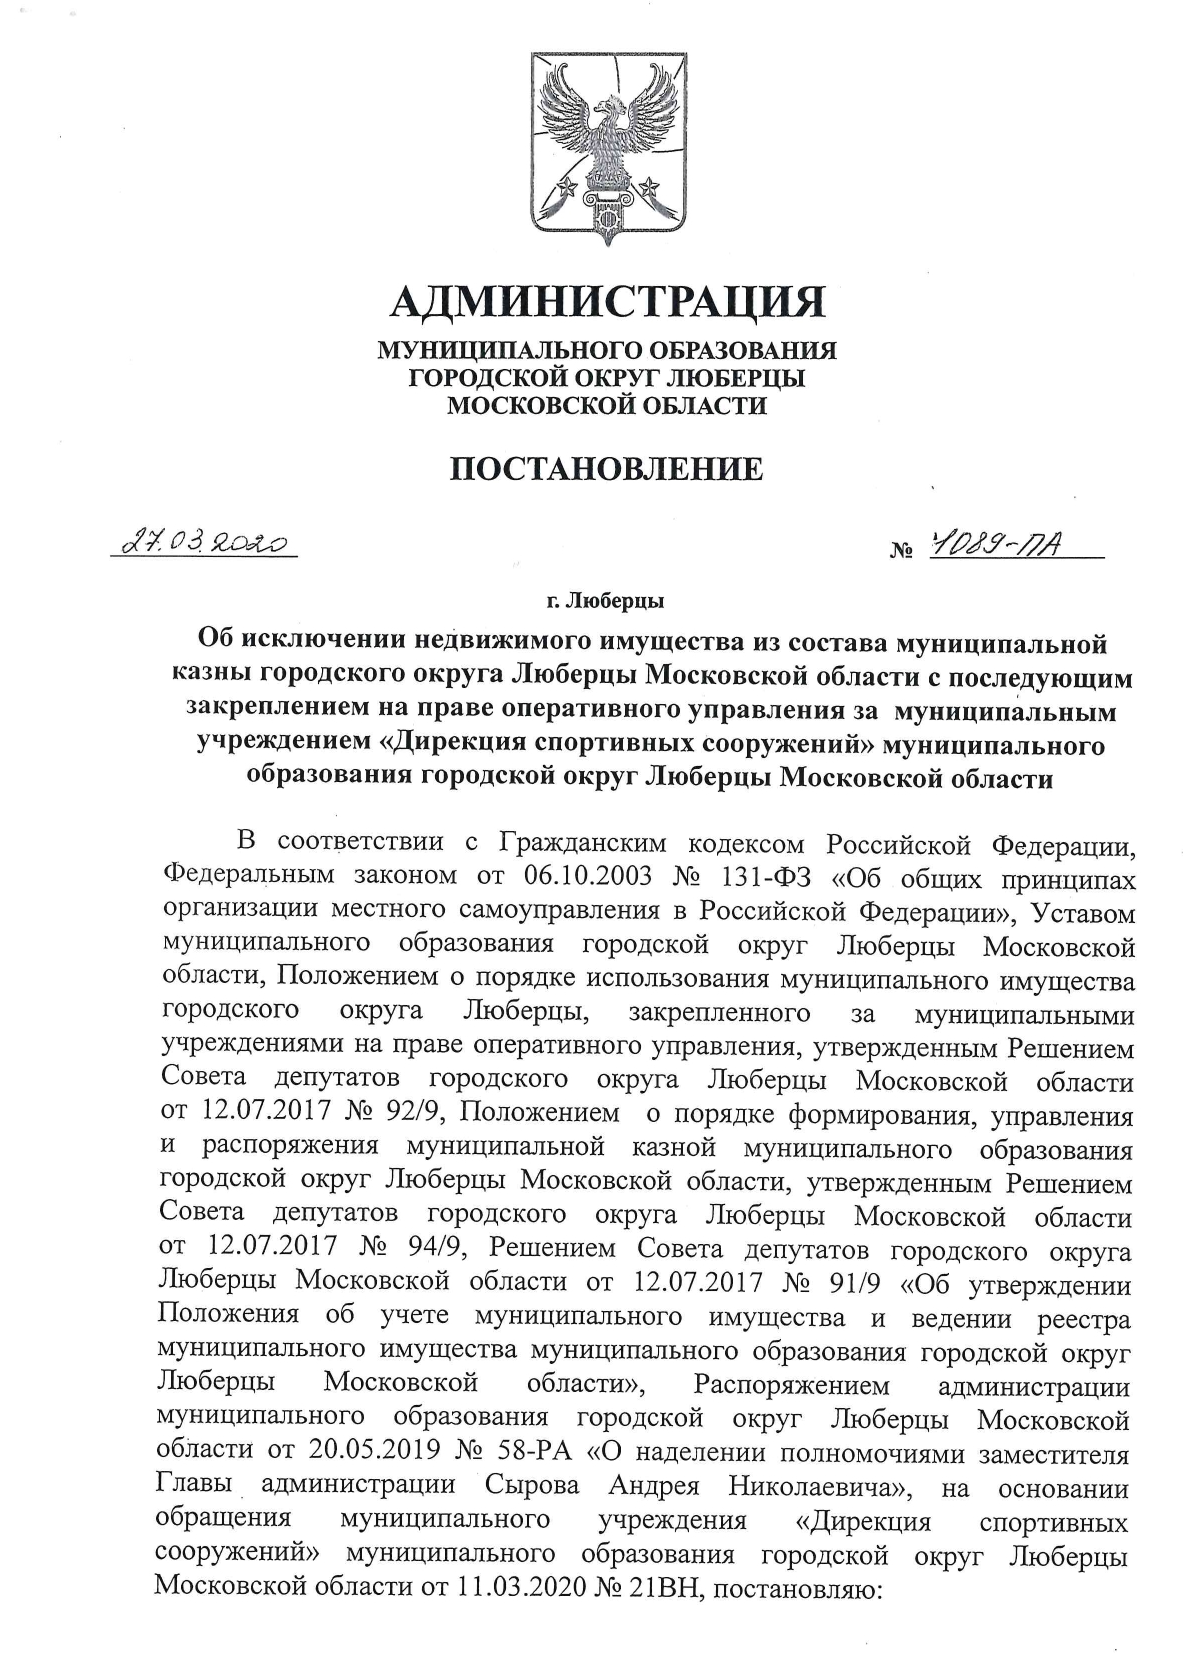 АДМИНИСТРАЦИЯ
МУНИЦИПАЛЬНОГО ОБРАЗОВАНИЯ
ГОРОДСКОЙ ОКРУГ ЛЮБЕРЦЫ
МОСКОВСКОЙ ОБЛАСТИ
ПОСТАНОВЛЕНИЕ
27.03.2020 № 1089-ПА
г. Люберцы
Об исключении недвижимого имущества из состава муниципальной
казны городского округа Люберцы Московской области с последующим
закреплением на праве оперативного управления за муниципальным
учреждением «Дирекция спортивных сооружений» муниципального
образования городской округ Люберцы Московской области
В соответствии с Гражданским кодексом Российской Федерации,
Федеральным законом от 06.10.2003 № 131-ФЗ «Об общих принципах
организации местного самоуправления в Российской Федерации», Уставом
муниципального образования городской округ Люберцы Московской
области, Положением о порядке использования муниципального имущества
городского округа Люберцы, закрепленного за муниципальными
учреждениями на праве оперативного управления, утвержденным Решением
Совета депутатов городского округа Люберцы Московской области
от 12.07.2017 № 92/9, Положением о порядке формирования, управления
и распоряжения муниципальной казной муниципального образования
городской округ Люберцы Московской области, утвержденным Решением
Совета депутатов городского округа Люберцы Московской области
от 12.07.2017 № 94/9, Решением Совета депутатов городского округа
Люберцы Московской области от 12.07.2017 № 91/9 «Об утверждении
Положения об учете муниципального имущества и ведении реестра
муниципального имущества муниципального образования городской округ
Люберцы Московской области», Распоряжением администрации
муниципального образования городской округ Люберцы Московской
области от 20.05.2019 № 58-РА «О наделении полномочиями заместителя
Главы администрации Сырова Андрея Николаевича», на основании
обращения муниципального учреждения «Дирекция спортивных
сооружений» муниципального образования городской округ Люберцы
Московской области от 11.03.2020 № 21ВН, постановляю: